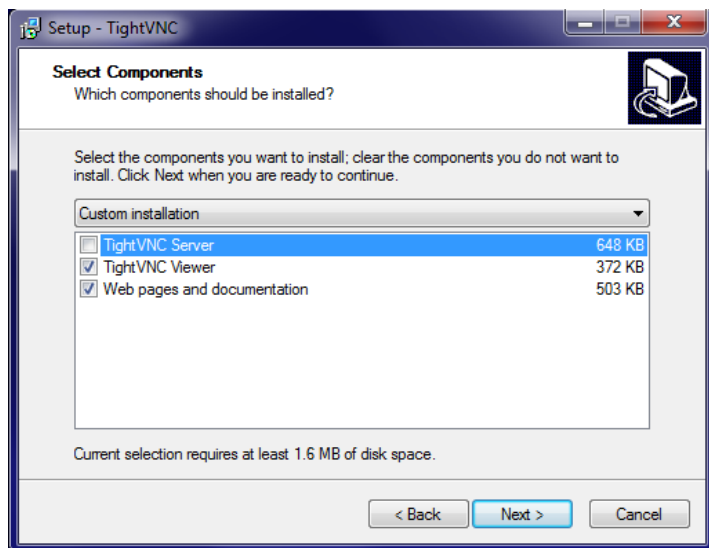 Setup - TightVNC
Select Components
Which components should be installed?
Select the components you want to install; clear the components you do not want to
install. Click Next when you are ready to continue.
Custom installation
TightVNC Server 648 KB
TightVNC Viewer 372 KB
Web pages and documentation 503 KB
Current selection requires at least 1.6 MB of disk space.
< Back Next > Cancel